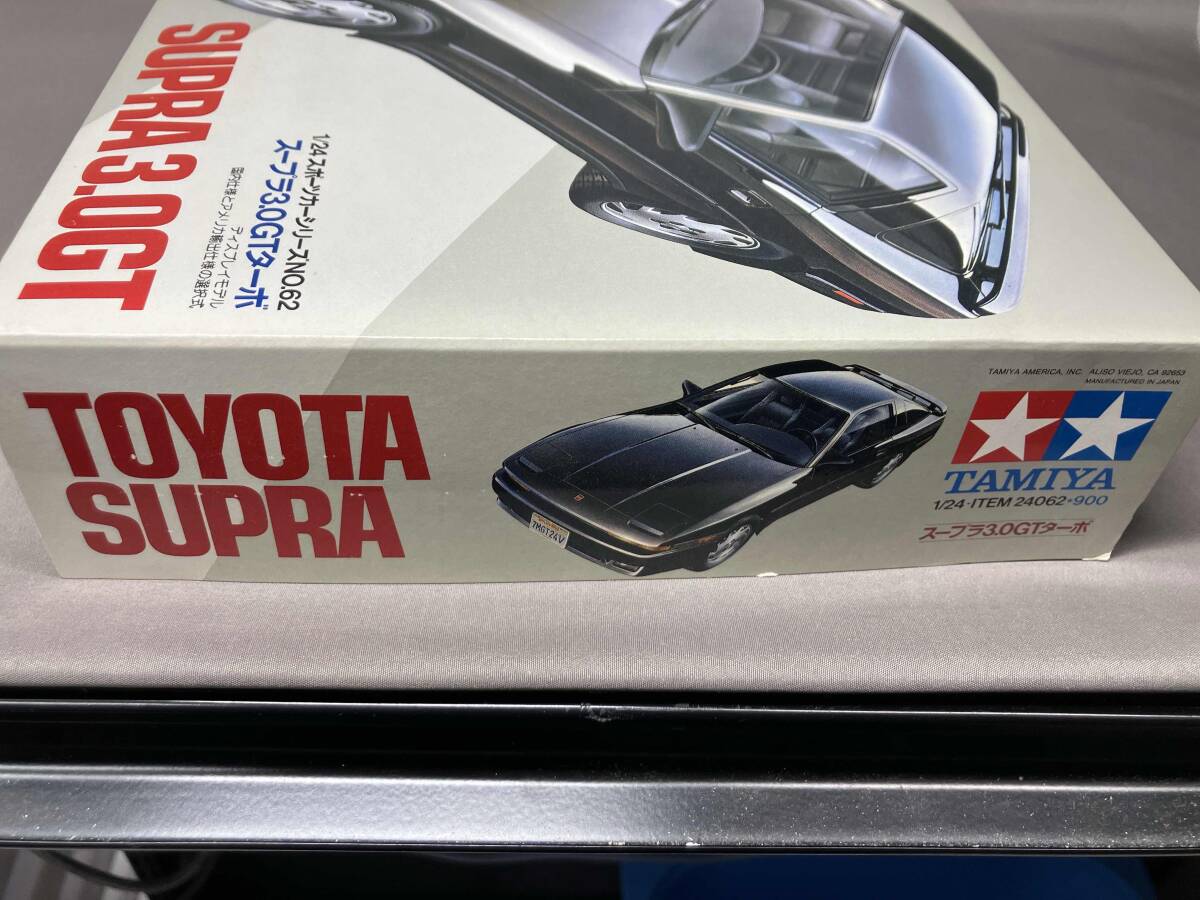 SUPRA 3.0GT
1/24 スポーツカーシリーズNO.62
スープラ3.0GTターボ
ディスプレイモデル
国内仕様とアメリカ輸出仕様の選択式
TOYOTA
SUPRA
7MGT24V
TAMIYA AMERICA, INC. ALISO VIEJO, CA 92653
MANUFACTURED IN JAPAN
TAMIYA
1/24・ITEM 24062★900
スープラ3.0GTターボ